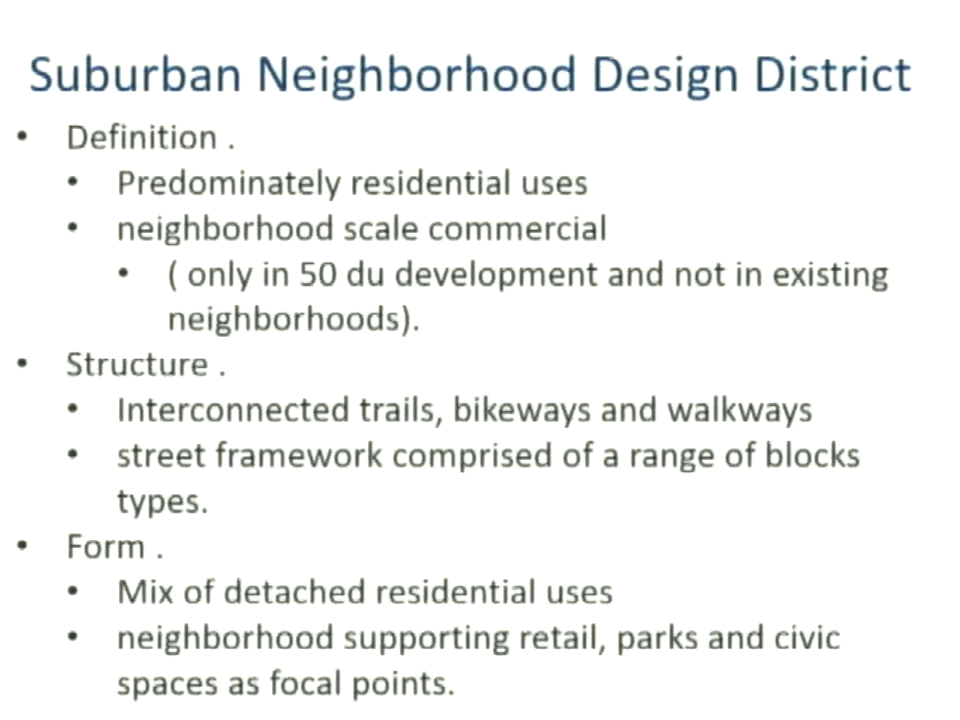 Suburban Neighborhood Design District
• Definition .
• Predominately residential uses
• neighborhood scale commercial
• ( only in 50 du development and not in existing
neighborhoods).
• Structure .
• Interconnected trails, bikeways and walkways
• street framework comprised of a range of blocks
types.
• Form .
• Mix of detached residential uses
• neighborhood supporting retail, parks and civic
spaces as focal points.